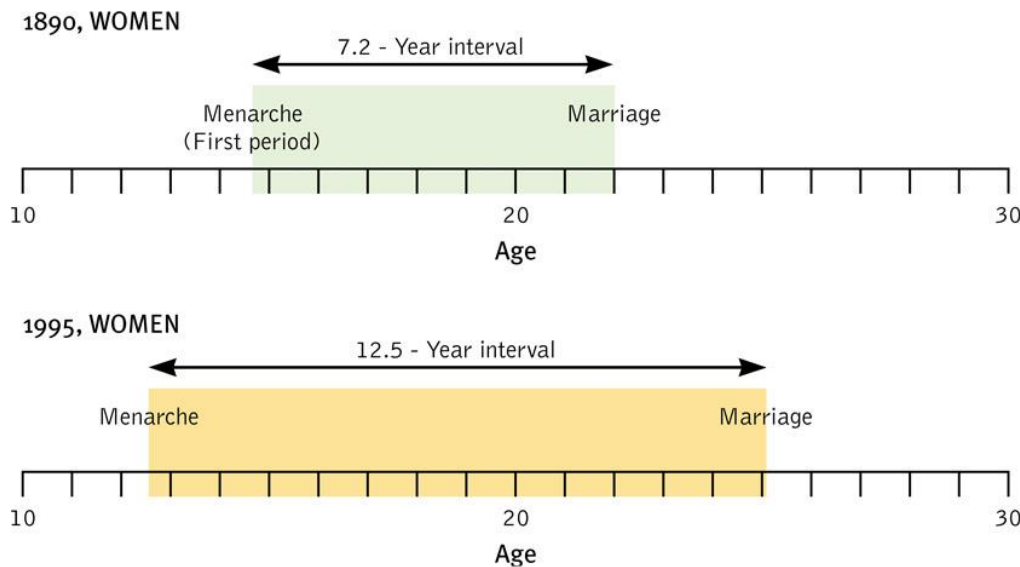 1890, WOMEN
7.2 - Year interval
Menarche Marriage
(First period)
10 20 30
Age
1995, WOMEN
12.5 - Year interval
Menarche Marriage
10 20 30
Age